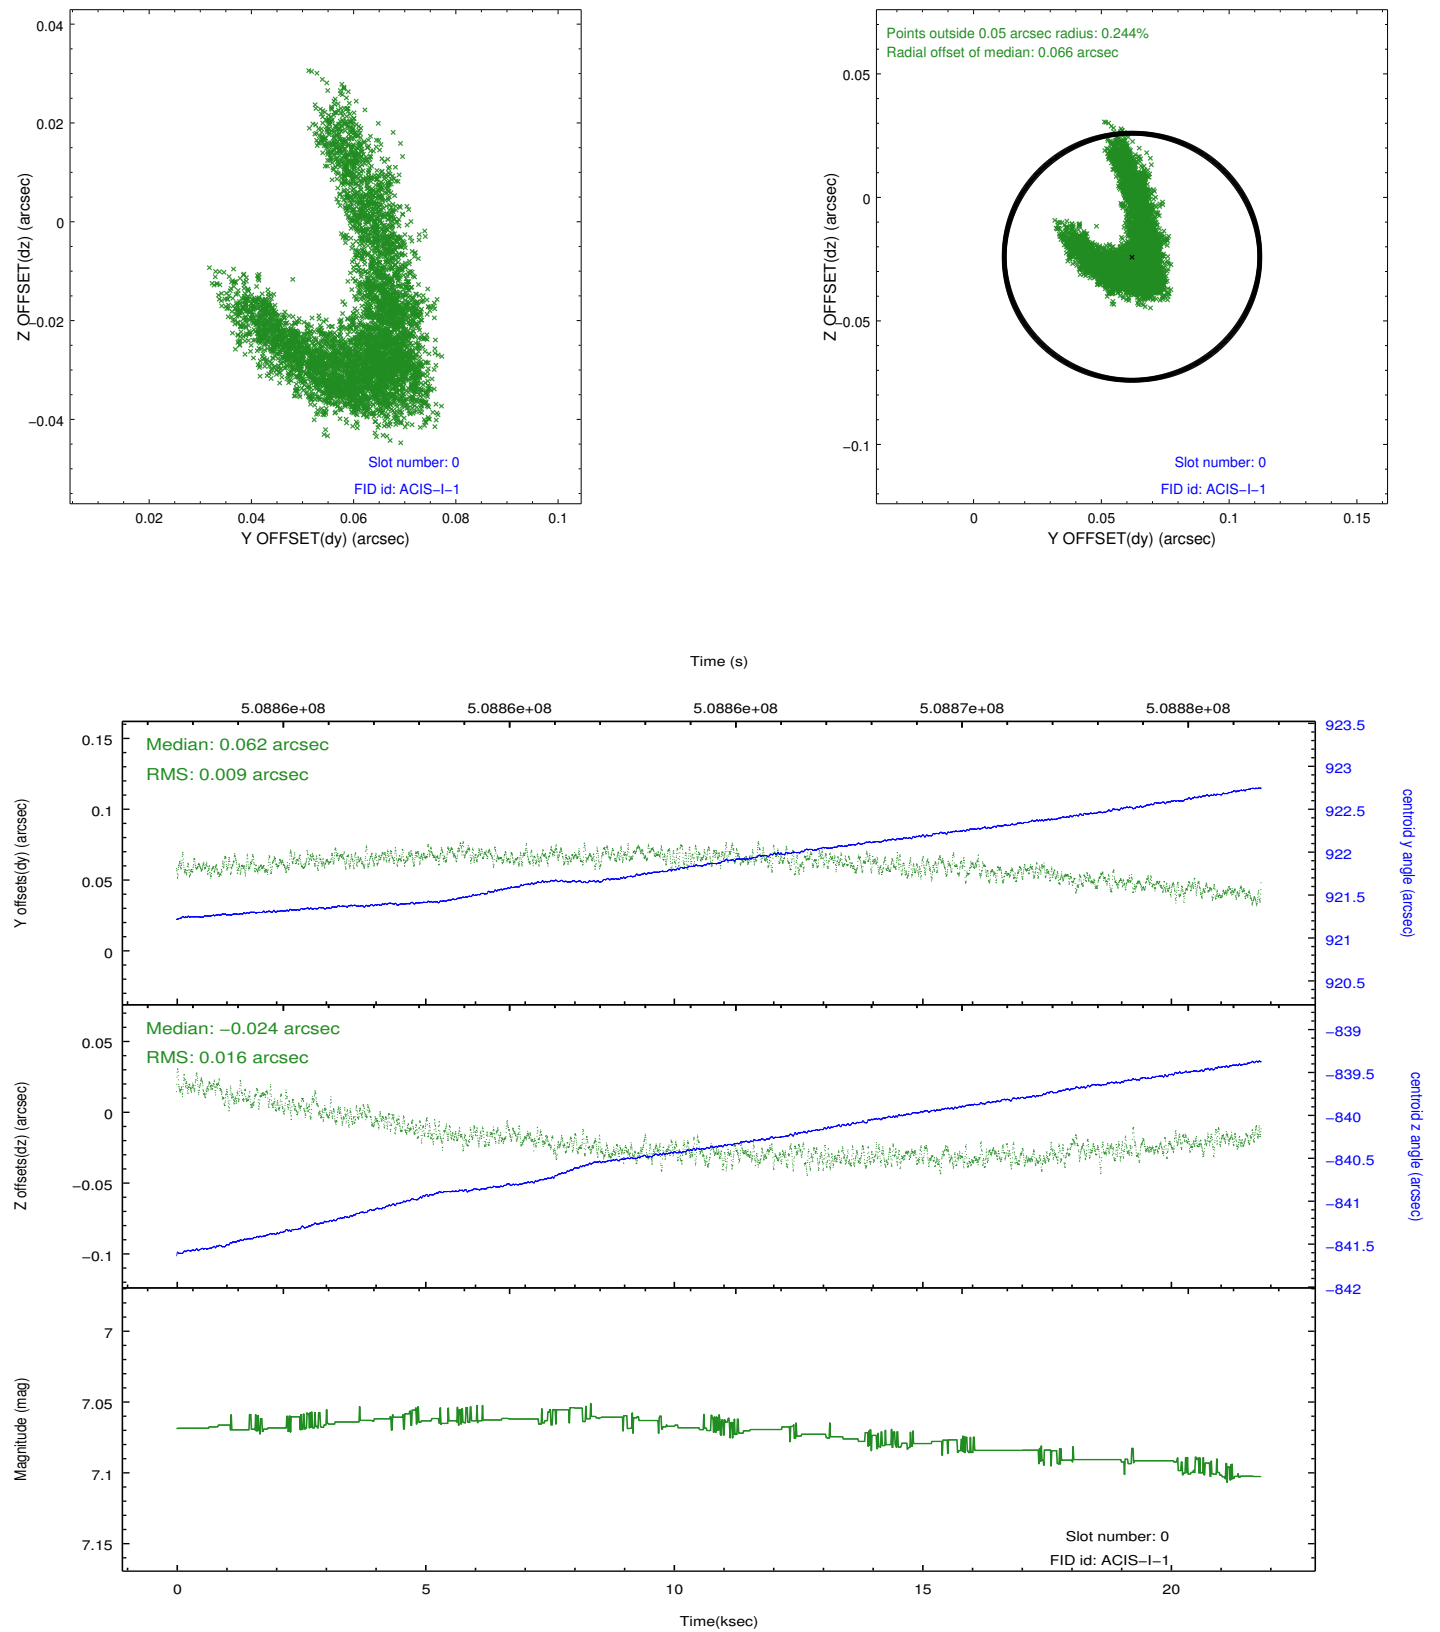 0.04
0.02
0
−0.02
−0.04
Z OFFSET(dz) (arcsec)
Slot number: 0
FID id: ACIS−I−1
0.02
0.04
0.06
0.08
0.1
Y OFFSET(dy) (arcsec)
Points outside 0.05 arcsec radius: 0.244%
Radial offset of median: 0.066 arcsec
0.05
0
−0.05
−0.1
Z OFFSET(dz) (arcsec)
Slot number: 0
FID id: ACIS−I−1
0
0.05
0.1
0.15
Y OFFSET(dy) (arcsec)
Time (s)
5.0886e+08
5.0886e+08
5.0886e+08
5.0887e+08
5.0888e+08
Median: 0.062 arcsec
RMS: 0.009 arcsec
0.15
0.1
0.05
0
Y offsets(dy) (arcsec)
923.5
923
922.5
922
921.5
921
920.5
centroid y angle (arcsec)
Median: −0.024 arcsec
RMS: 0.016 arcsec
0.05
0
−0.05
−0.1
Z offsets(dz) (arcsec)
−839
−839.5
−840
−840.5
−841
−841.5
−842
centroid z angle (arcsec)
7
7.05
7.1
7.15
Magnitude (mag)
Slot number: 0
FID id: ACIS−I−1
0
5
10
15
20
Time(ksec)